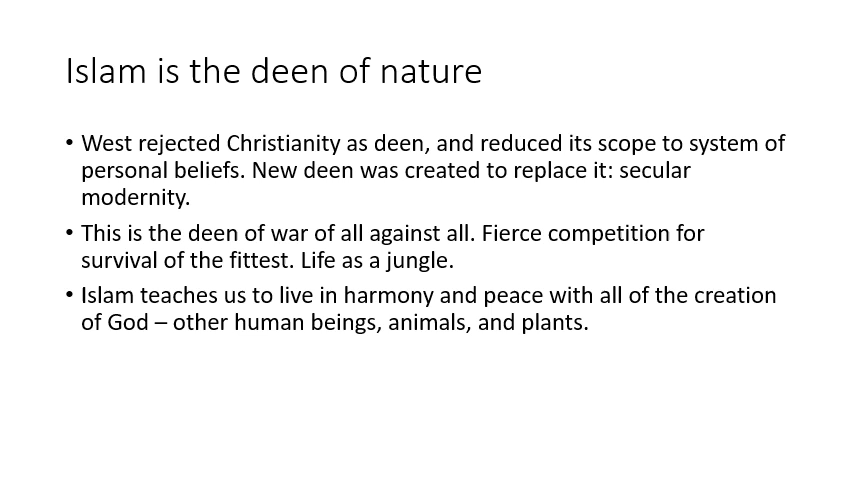 Islam is the deen of nature
• West rejected Christianity as deen, and reduced its scope to system of
personal beliefs. New deen was created to replace it: secular
modernity.
• This is the deen of war of all against all. Fierce competition for
survival of the fittest. Life as a jungle.
• Islam teaches us to live in harmony and peace with all of the creation
of God – other human beings, animals, and plants.